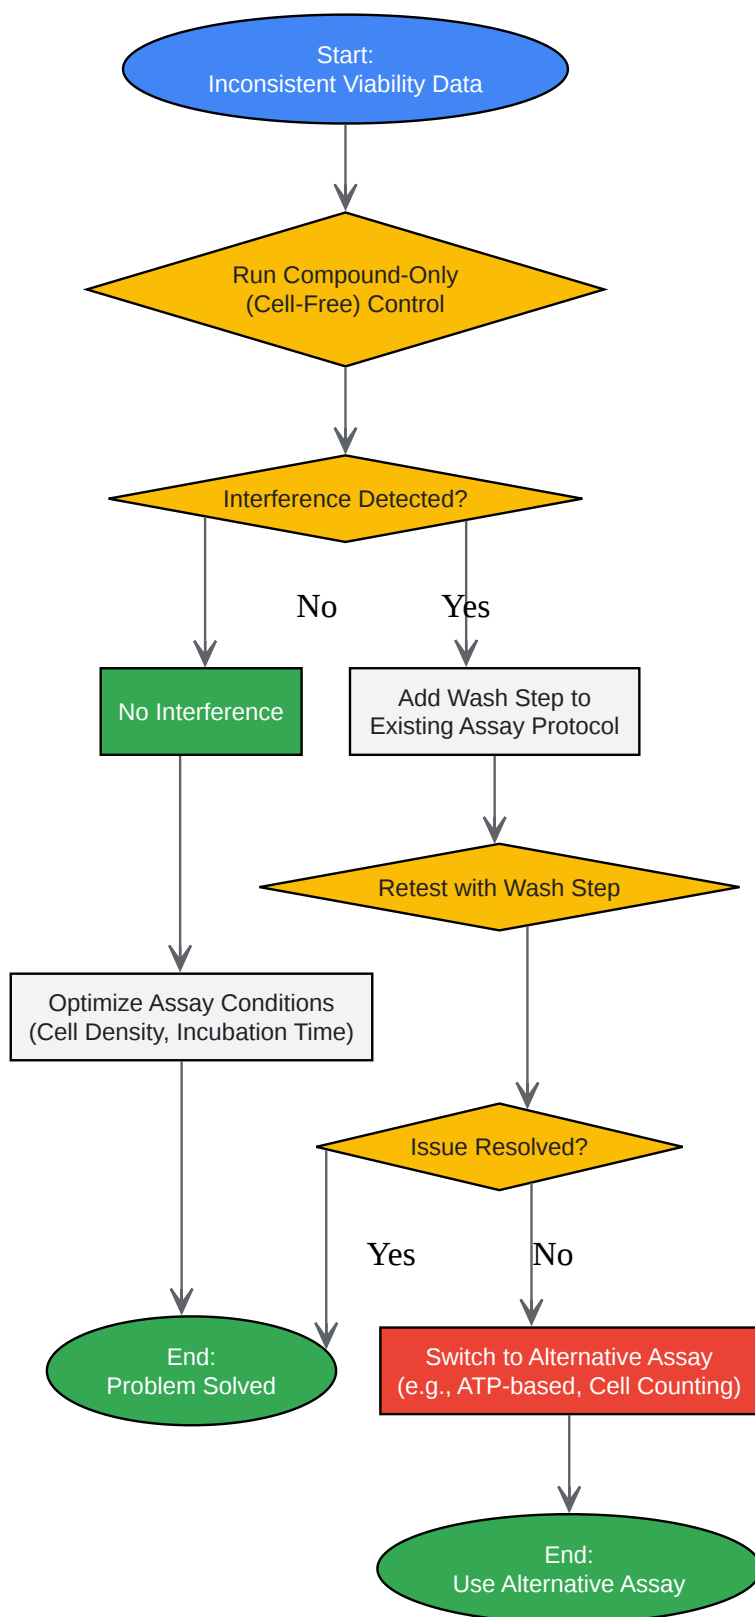 Start:
Inconsistent Viability Data
Run Compound-Only
(Cell-Free) Control
Interference Detected?
No
Yes
No Interference
Add Wash Step to
Existing Assay Protocol
Retest with Wash Step
Optimize Assay Conditions
(Cell Density, Incubation Time)
Issue Resolved?
Yes
No
End:
Problem Solved
Switch to Alternative Assay
(e.g., ATP-based, Cell Counting)
End:
Use Alternative Assay